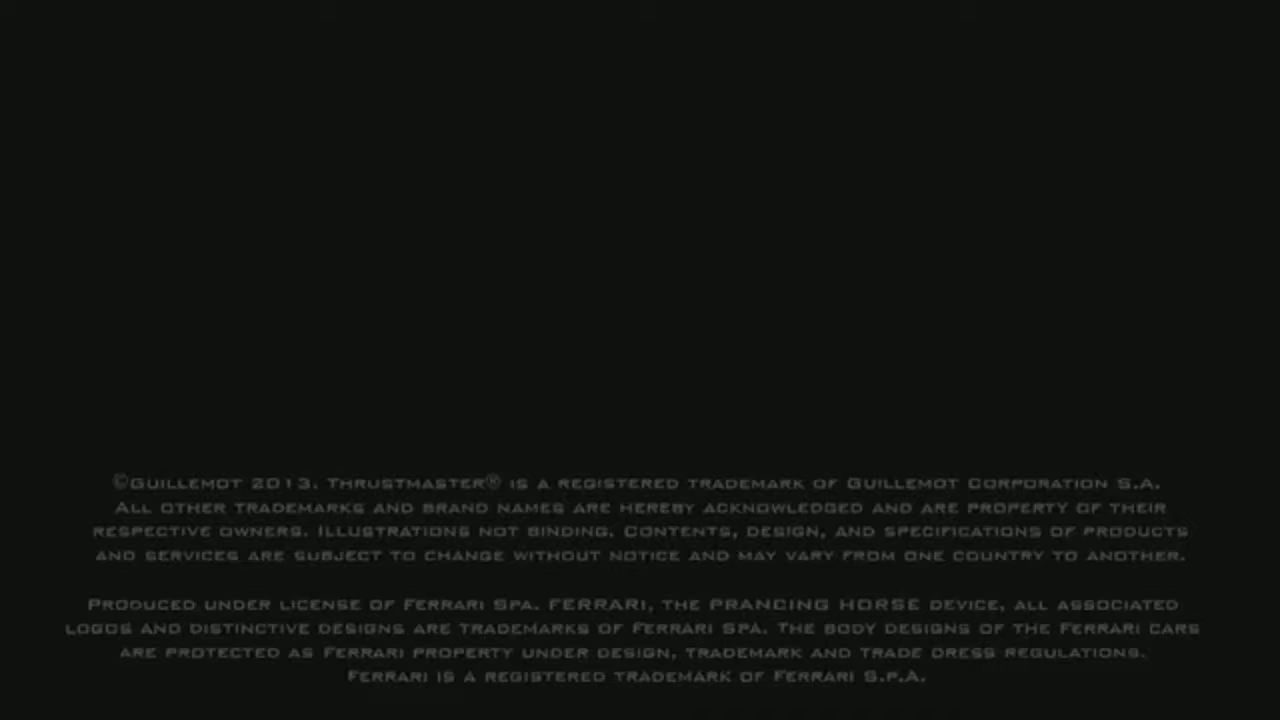 ©Guillemot 2013. Thrustmaster® is a registered trademark of Guillemot Corporation S.A.
All other trademarks and brand names are hereby acknowledged and are property of their
respective owners. Illustrations not binding. Contents, design, and specifications of products
and services are subject to change without notice and may vary from one country to another.
Produced under license of Ferrari Spa. FERRARI, the PRANCING HORSE device, all associated
logos and distinctive designs are trademarks of Ferrari Spa. The body designs of the Ferrari cars
are protected as Ferrari property under design, trademark and trade dress regulations.
Ferrari is a registered trademark of Ferrari S.p.A.